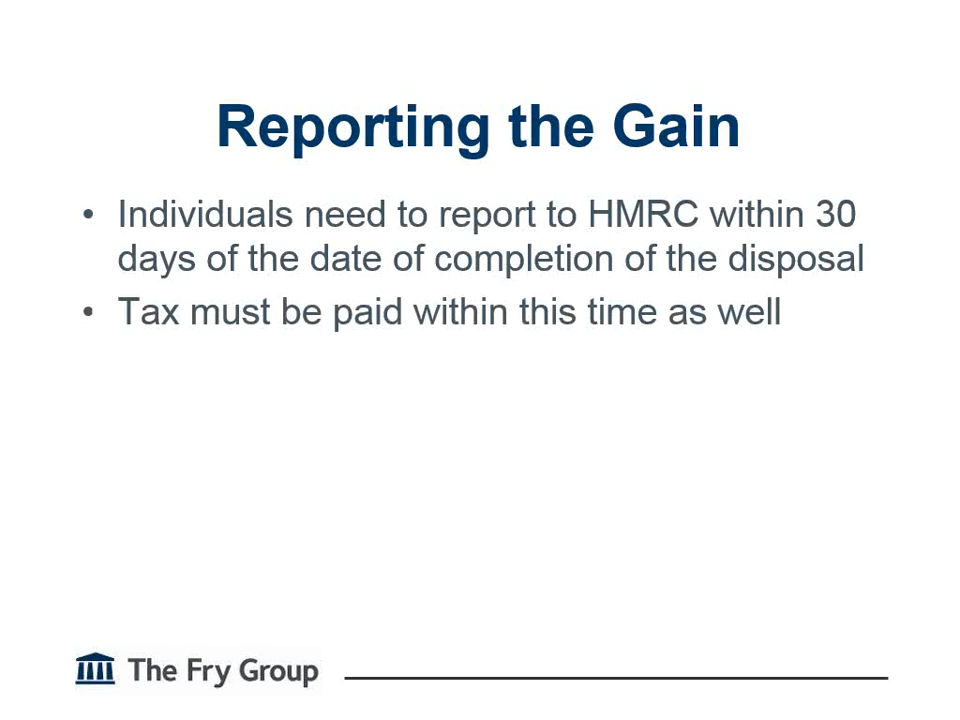 Reporting the Gain
• Individuals need to report to HMRC within 30
days of the date of completion of the disposal
• Tax must be paid within this time as well
The Fry Group